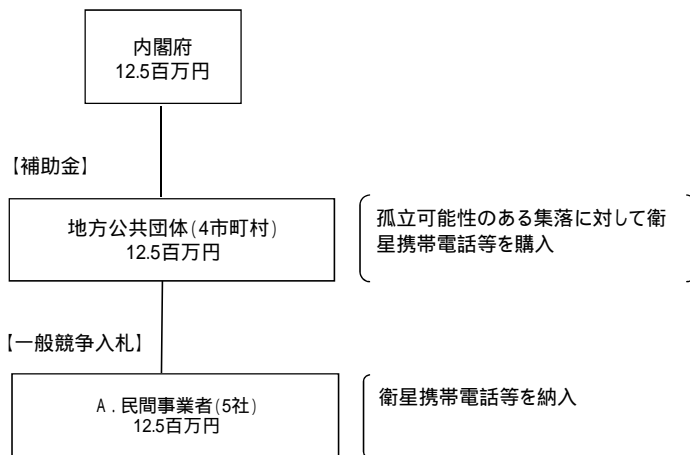 内閣府
12.5百万円
【補助金】
地方公共団体(4市町村)
12.5百万円
孤立可能性のある集落に対して衛
星携帯電話等を購入
【一般競争入札】
A.民間事業者(5社)
12.5百万円
衛星携帯電話等を納入